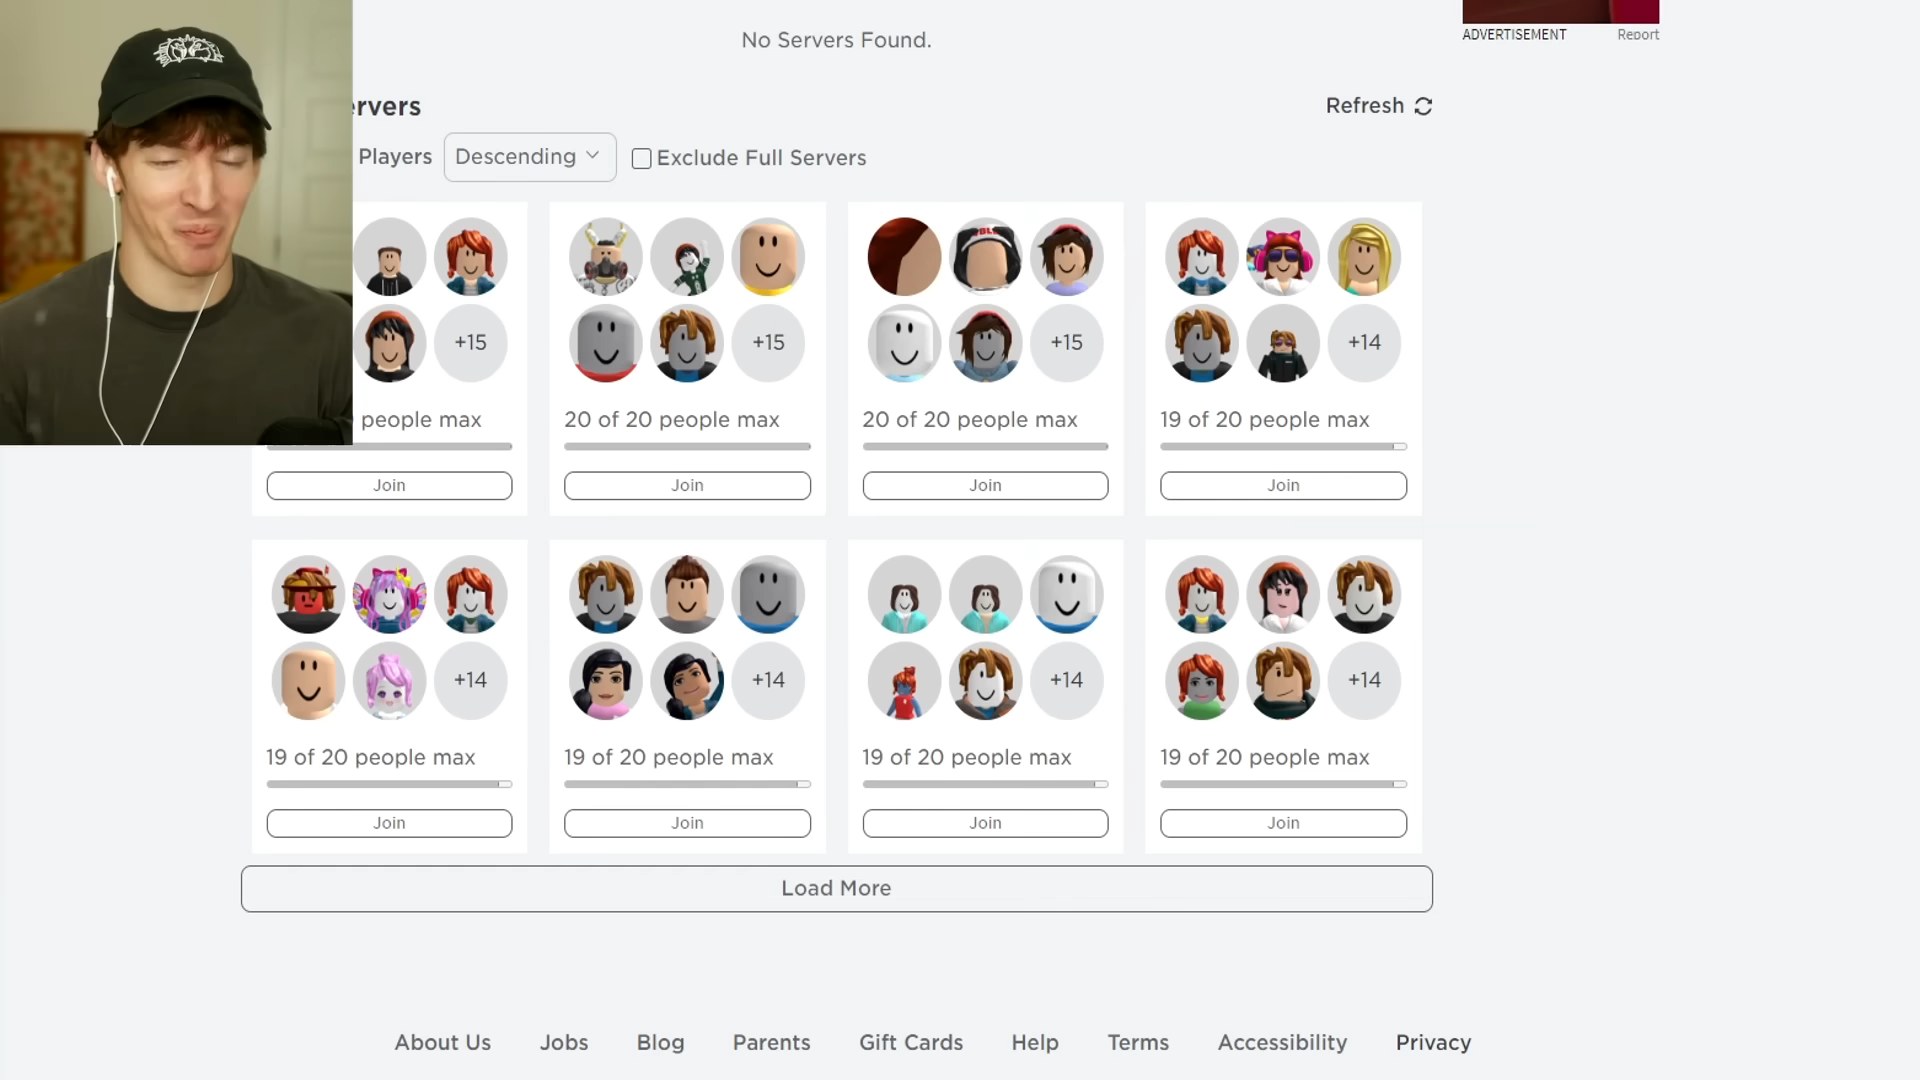 No Servers Found.
ADVERTISEMENT Report
ervers
Refresh
Players Descending Exclude Full Servers
+15 +15 +15 +14
people max 20 of 20 people max 20 of 20 people max 19 of 20 people max
Join Join Join Join
+14 +14 +14 +14
19 of 20 people max 19 of 20 people max 19 of 20 people max 19 of 20 people max
Join Join Join Join
Load More
About Us Jobs Blog Parents Gift Cards Help Terms Accessibility Privacy